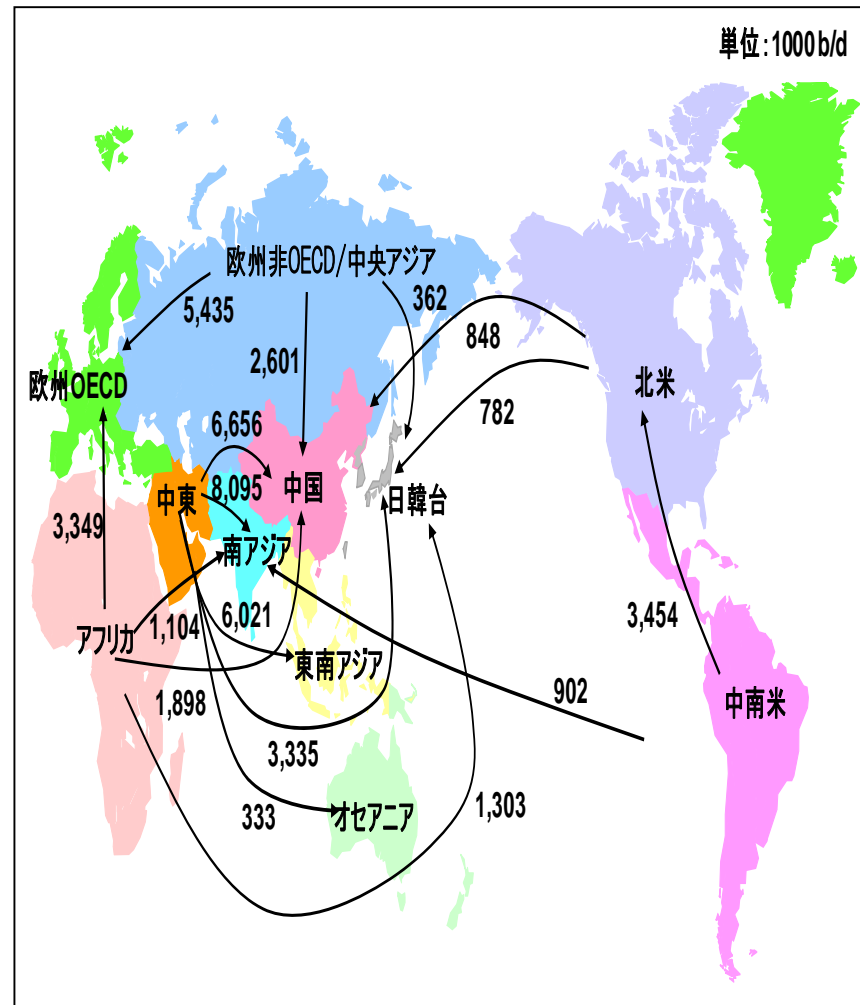 単位：1000 b/d
欧州非OECD/中央アジア
5,435
362
2,601
848
782
欧州OECD
北米
6,656
8,095
中東
中国
日韓台
3,349
南アジア
アフリカ
1,104
6,021
東南アジア
3,454
1,898
902
中南米
3,335
333
オセアニア
1,303